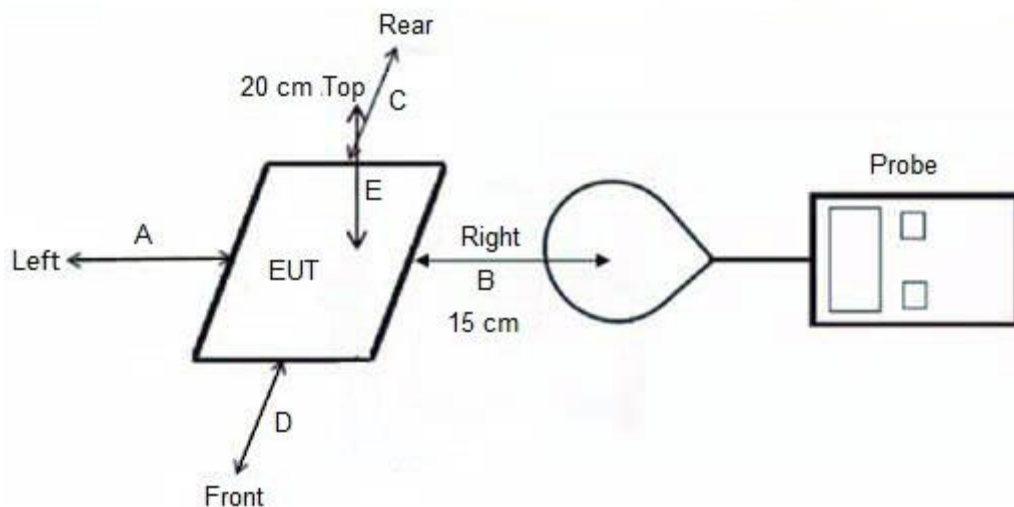 Rear
20 cm .Top
C
E
Probe
A
Left
EUT
Right
B
15 cm
D
Front